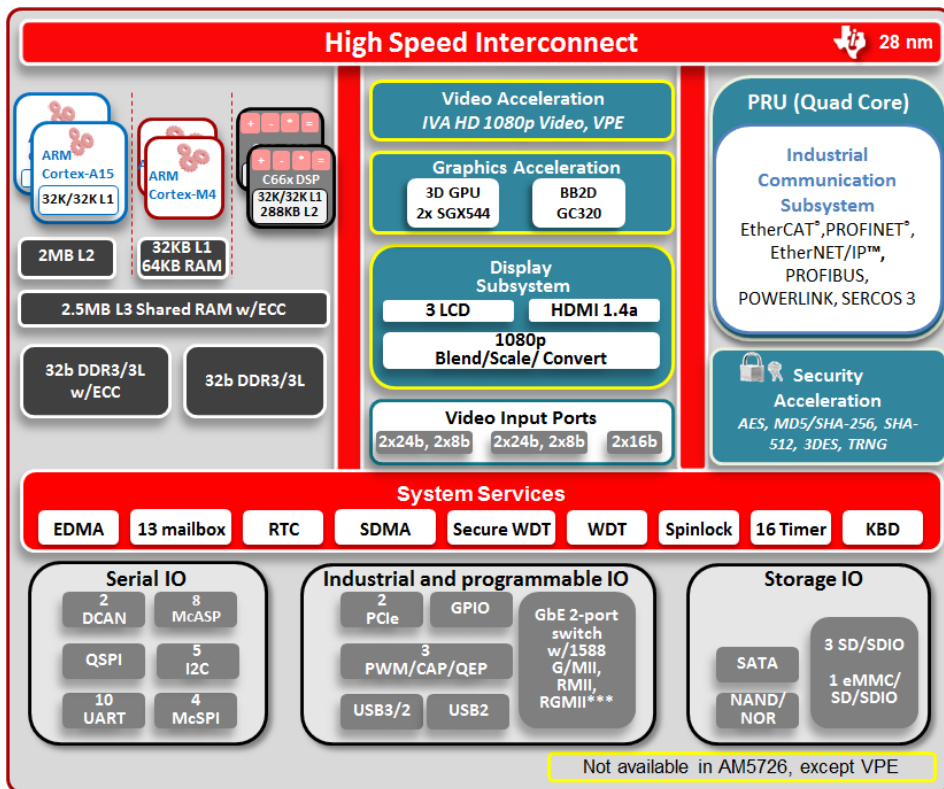 High Speed Interconnect
28 nm
ARM
Cortex-A15
32K/32K L1
ARM
Cortex-M4
+ - * =
+ - * =
C66x DSP
32K/32K L1
288KB L2
2MB L2
32KB L1
64KB RAM
2.5MB L3 Shared RAM w/ECC
32b DDR3/3L
w/ECC
32b DDR3/3L
Video Acceleration
IVA HD 1080p Video, VPE
Graphics Acceleration
3D GPU
2x SGX544
BB2D
GC320
Display
Subsystem
3 LCD
HDMI 1.4a
1080p
Blend/Scale/ Convert
Video Input Ports
2x24b, 2x8b
2x24b, 2x8b
2x16b
PRU (Quad Core)
Industrial
Communication
Subsystem
EtherCAT®,PROFINET®,
EtherNET/IP™,
PROFIBUS,
POWERLINK, SERCOS 3
Security
Acceleration
AES, MD5/SHA-256, SHA-
512, 3DES, TRNG
System Services
EDMA
13 mailbox
RTC
SDMA
Secure WDT
WDT
Spinlock
16 Timer
KBD
Serial IO
2
DCAN
8
McASP
QSPI
5
I2C
10
UART
4
McSPI
Industrial and programmable IO
2
PCIe
GPIO
3
PWM/CAP/QEP
USB3/2
USB2
GbE 2-port
switch
w/1588
G/MII,
RMII,
RGMII***
Storage IO
SATA
NAND/
NOR
3 SD/SDIO
1 eMMC/
SD/SDIO
Not available in AM5726, except VPE